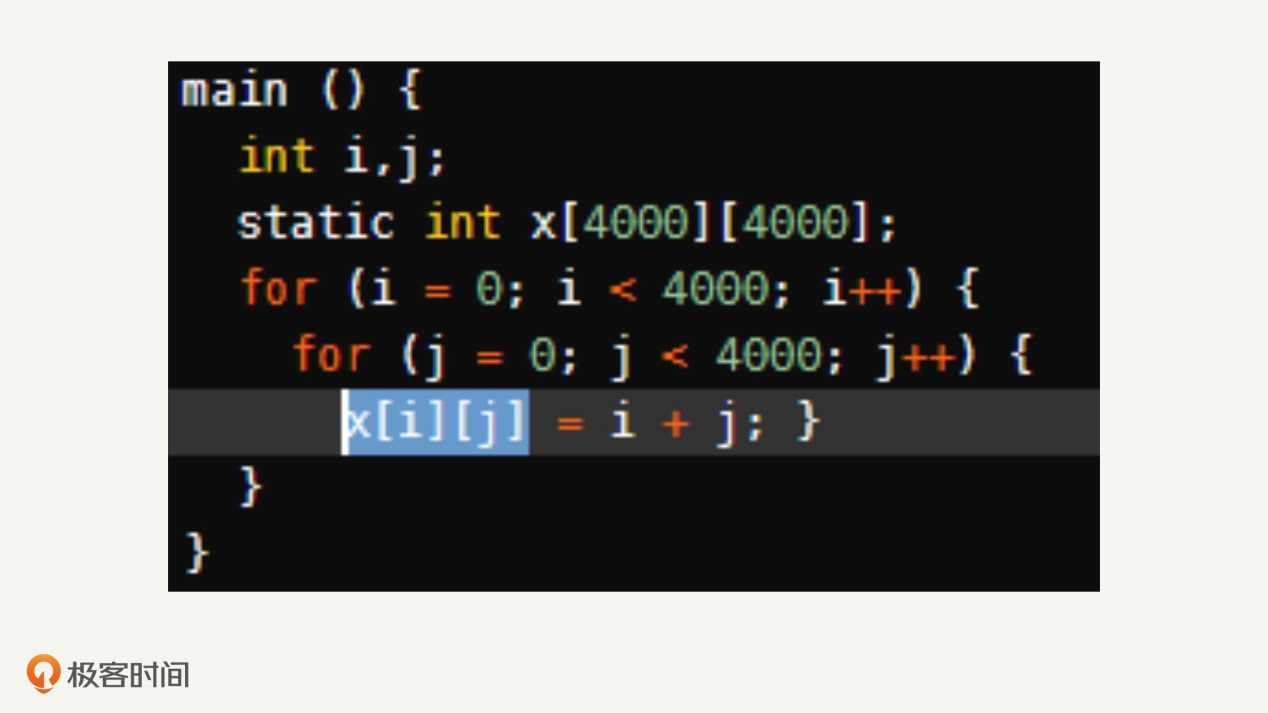 main () {
int i,j;
static int x[4000][4000];
for (i = 0; i < 4000; i++) {
for (j = 0; j < 4000; j++) {
x[i][j] = i + j; }
}
}
极客时间